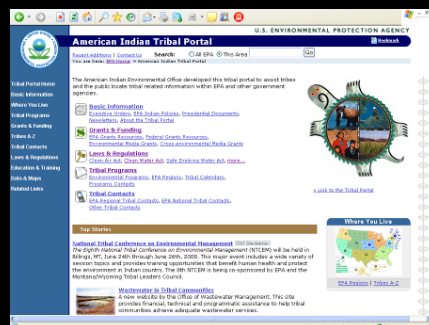 U.S. ENVIRONMENTAL PROTECTION AGENCY
American Indian Tribal Portal
Bookmark
Recent Additions | Contact Us Search: All EPA This Area Go
You are here: EPA Home » American Indian Tribal Portal
Tribal Portal Home
Basic Information
Where You Live
Tribal Programs
Grants & Funding
Tribes A-Z
Tribal Contacts
Laws & Regulations
Education & Training
Data & Maps
Related Links
The American Indian Environmental Office developed this tribal portal to assist tribes
and the public locate tribal related information within EPA and other government
agencies.
Basic Information
Executive Orders, EPA Indian Policies, Presidential Documents,
Newsletters, About the Tribal Portal
Grants & Funding
EPA Grants Resources, Federal Grants Resources,
Environmental Media Grants, Cross-environmental Media Grants
Laws & Regulations
Clean Air Act, Clean Water Act, Safe Drinking Water Act, more...
Tribal Programs
Environmental Programs, EPA Regions, Tribal Calendars,
Programs Contacts
Tribal Contacts
EPA Regional Tribal Contacts, EPA National Tribal Contacts,
Other Tribal Contacts
» Link to the Tribal Portal
Top Stories
National Tribal Conference on Environmental Management
The Eighth National Tribal Conference on Environmental Management (NTCEM) will be held in
Billings, MT, June 24th through June 26th, 2008. This major event includes a wide variety of
session topics and provides training opportunities that benefit human health and protect
the environment in Indian country. The 8th NTCEM is being co-sponsored by EPA and the
Montana/Wyoming Tribal Leaders Council.
Wastewater in Tribal Communities
A new website by the Office of Wastewater Management. This site
provides financial, technical and programmatic assistance to help tribal
communities achieve adequate wastewater services.
Where You Live
EPA Regions | Tribes A-Z